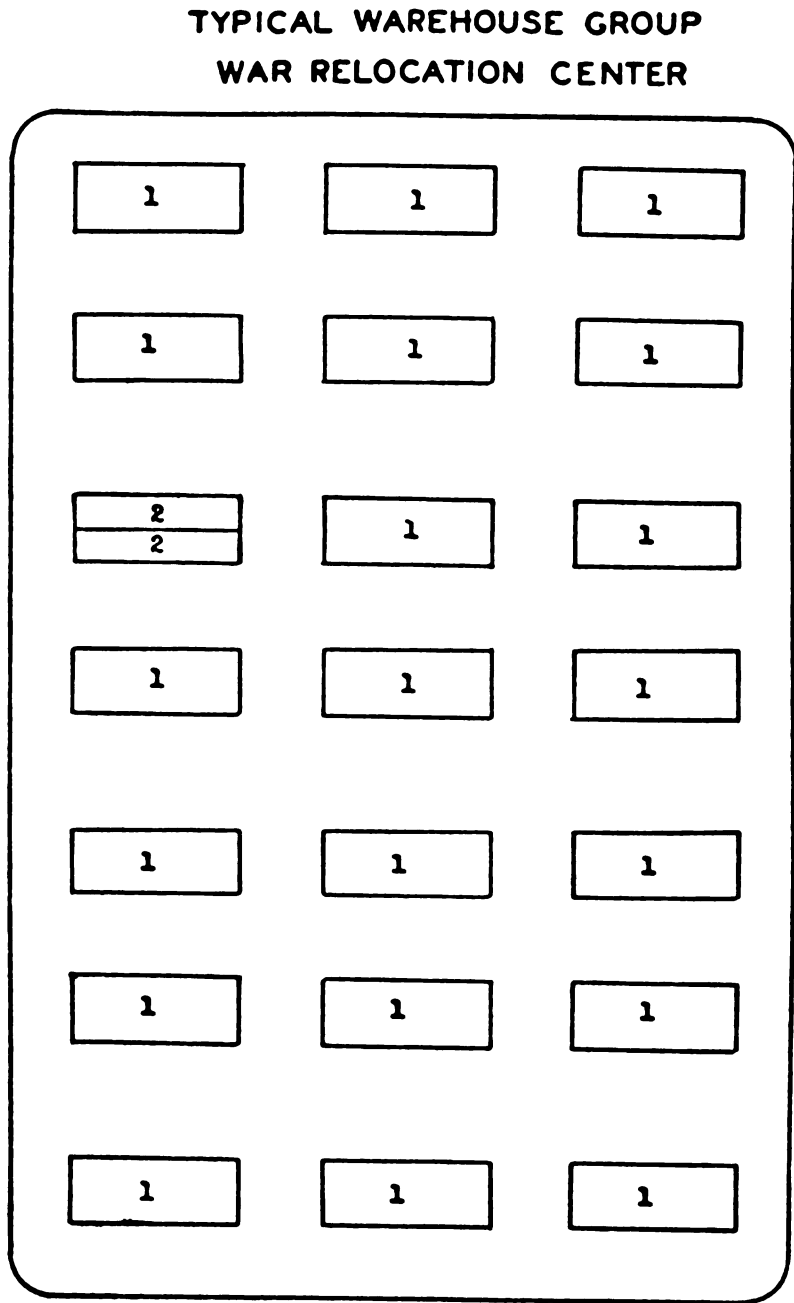 TYPICAL WAREHOUSE GROUP
WAR RELOCATION CENTER
1 1 1
1 1 1
2
2 1 1
1 1 1
1 1 1
1 1 1
1 1 1